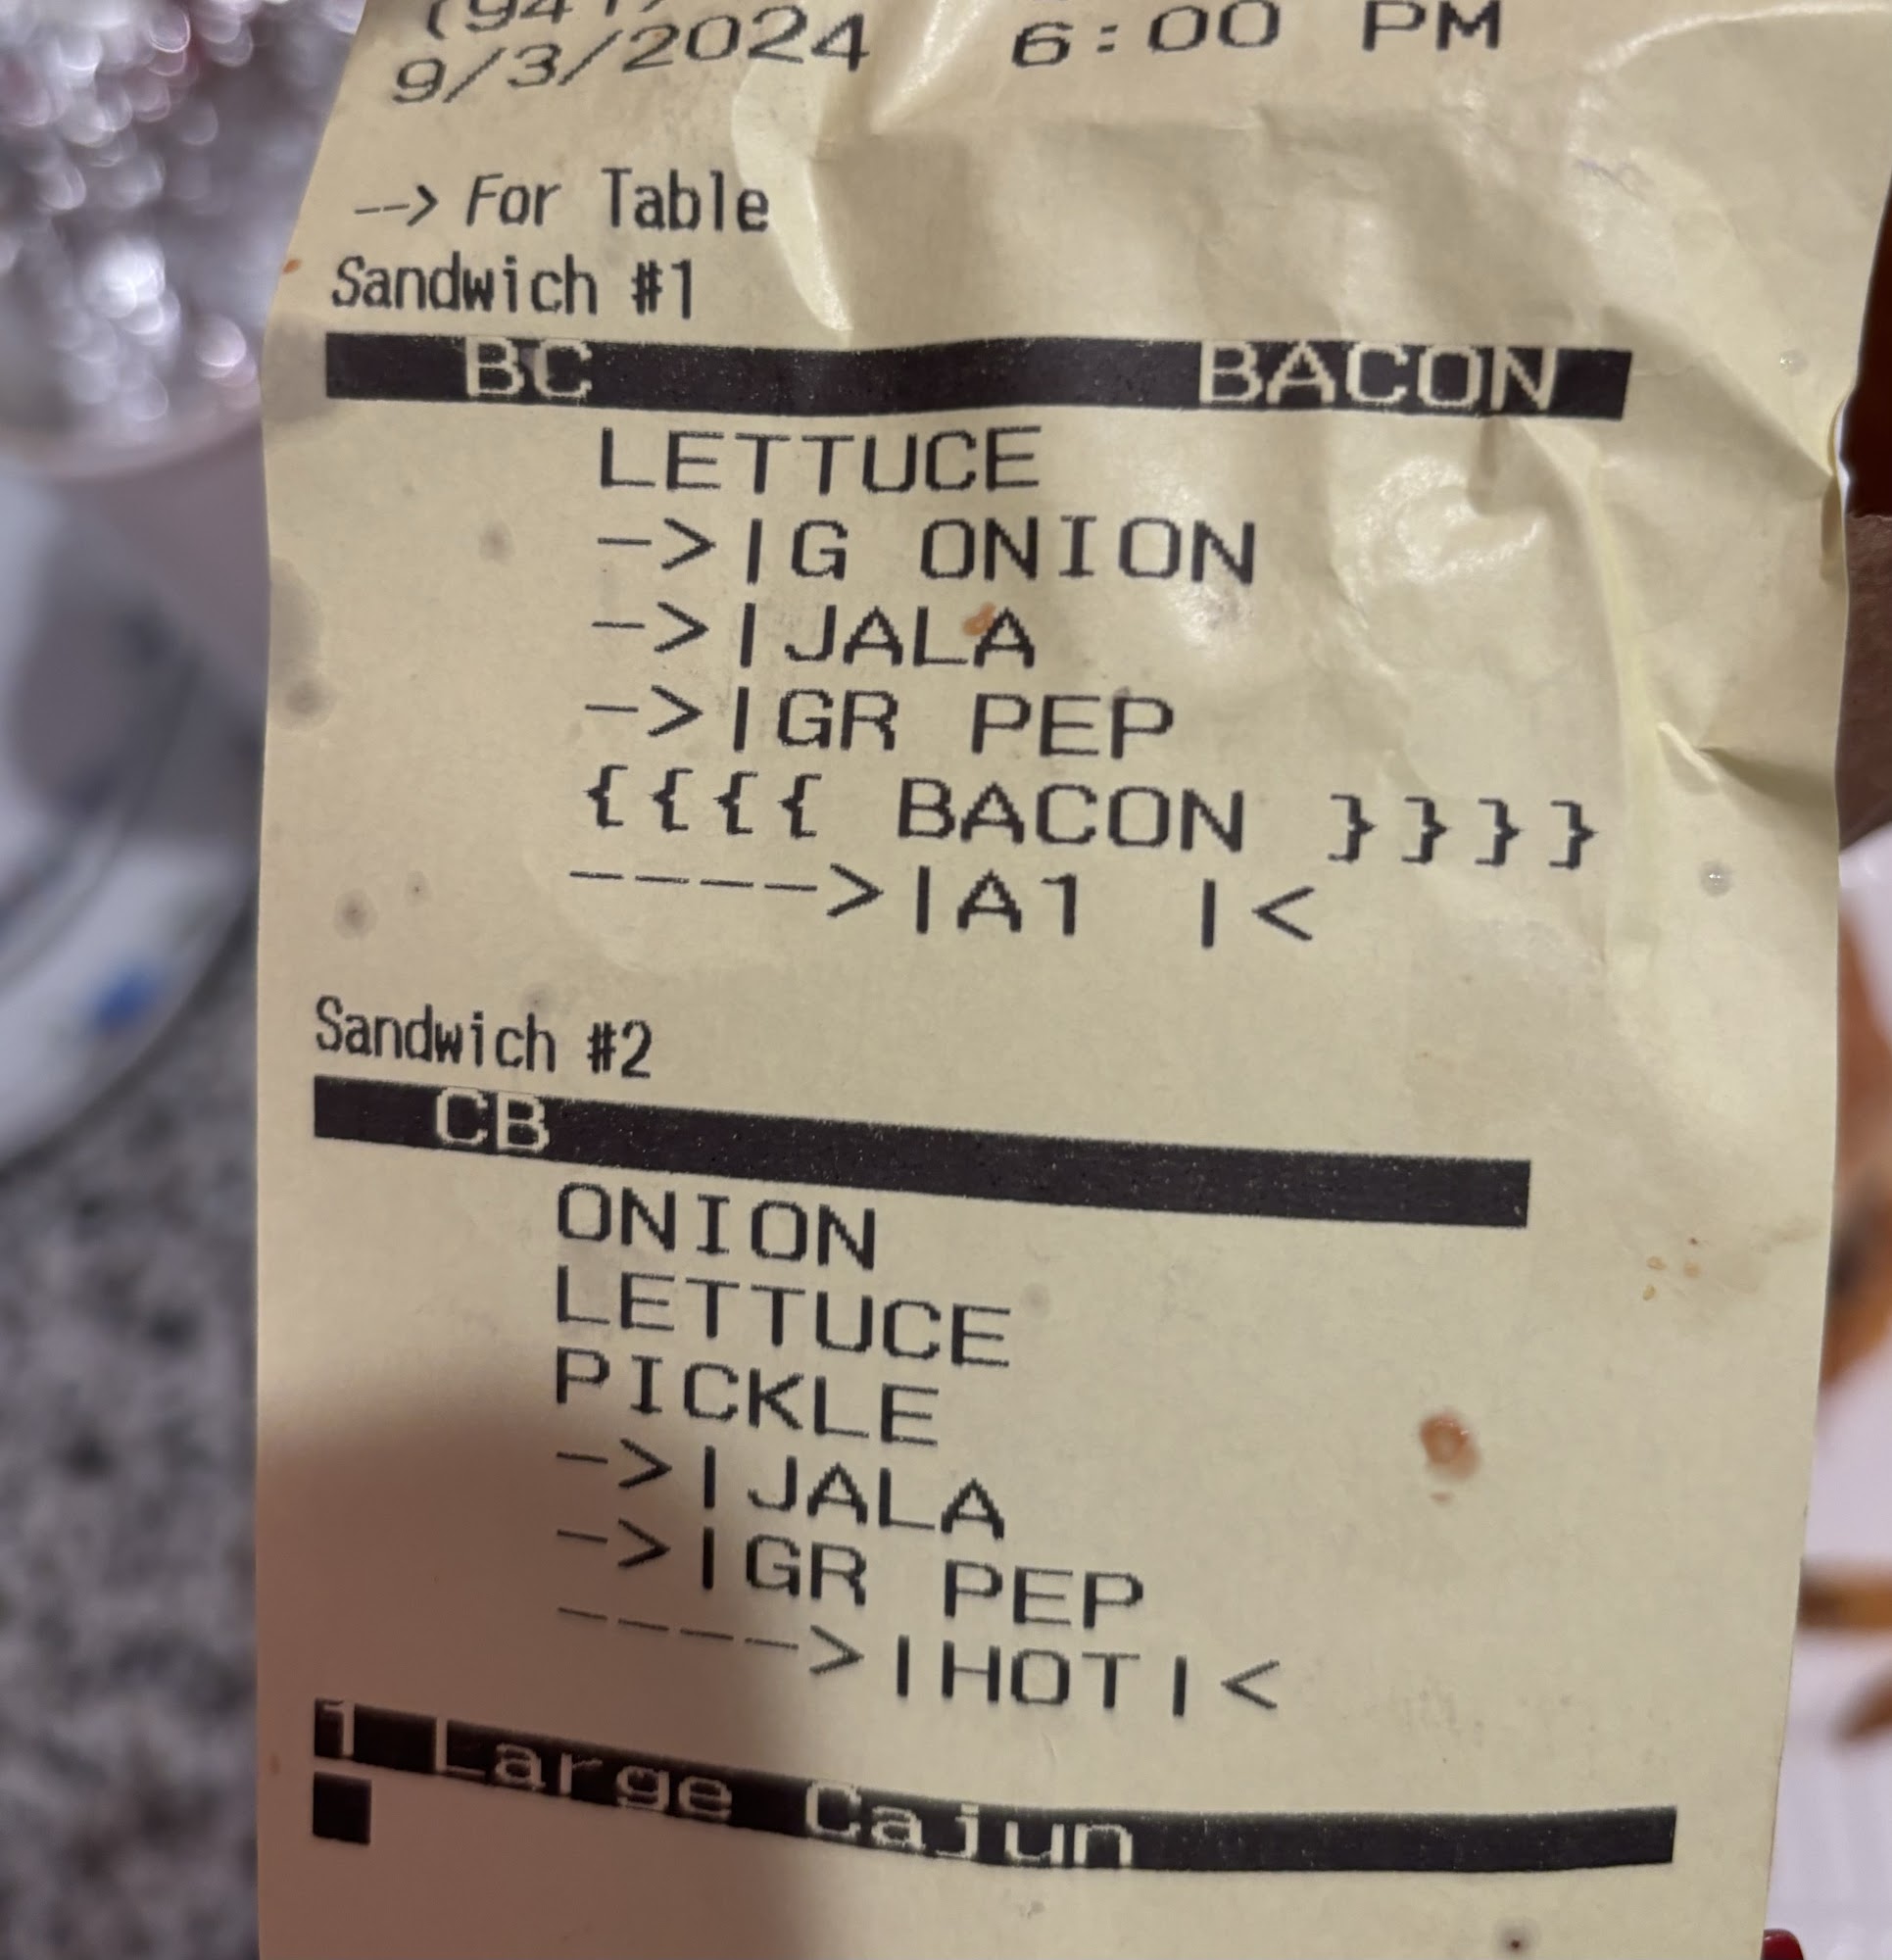 (941)
9/3/2024 6:00 PM
--> For Table
Sandwich #1
BC BACON
LETTUCE
->|G ONION
->|JALA
->|GR PEP
{{{{ BACON }}}}
---->|A1 |<
Sandwich #2
CB
ONION
LETTUCE
PICKLE
->|JALA
->|GR PEP
---->|HOT|<
1 Large Cajun